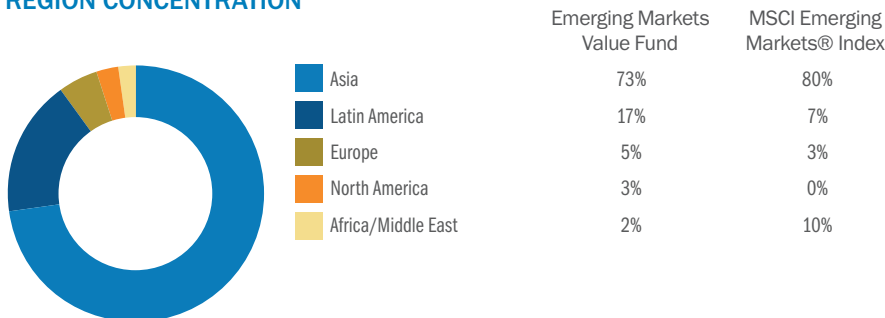 REGION CONCENTRATION
Emerging Markets Value Fund
MSCI Emerging Markets® Index
Asia 73% 80%
Latin America 17% 7%
Europe 5% 3%
North America 3% 0%
Africa/Middle East 2% 10%